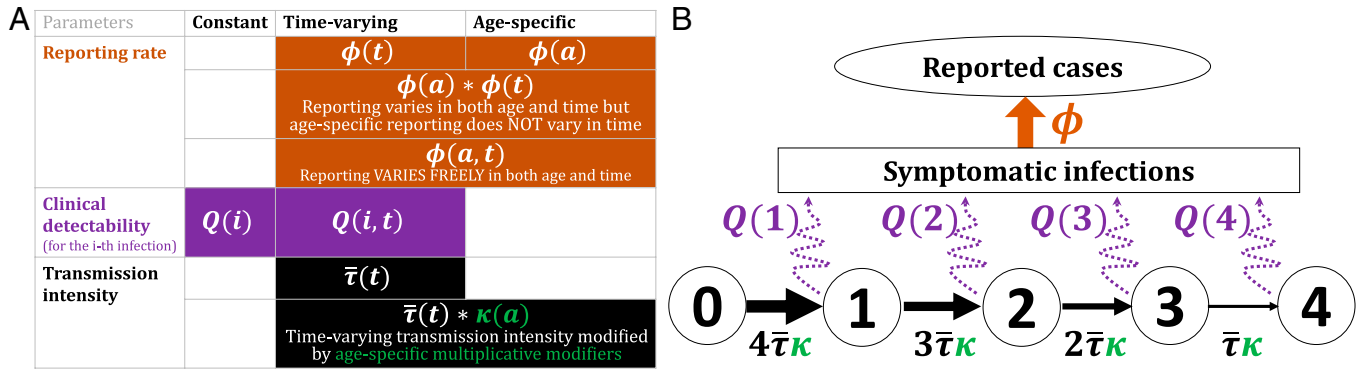 A
Parameters Constant Time-varying Age-specific
Reporting rate ϕ(t) ϕ(a)
ϕ(a) ∗ ϕ(t)
Reporting varies in both age and time but
age-specific reporting does NOT vary in time
ϕ(a, t)
Reporting VARIES FREELY in both age and time
Clinical
detectability
(for the i-th infection)
Q(i) Q(i, t)
Transmission
intensity
τ̄(t)
τ̄(t) ∗ κ(a)
Time-varying transmission intensity modified
by age-specific multiplicative modifiers
B
Reported cases
ϕ
Symptomatic infections
Q(1) Q(2) Q(3) Q(4)
0 1 2 3 4
4τ̄κ 3τ̄κ 2τ̄κ τ̄κ